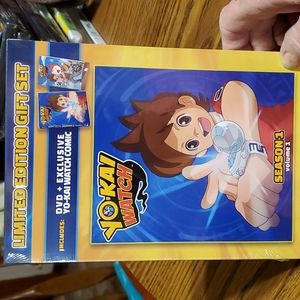 LIMITED EDITION GIFT SET
INCLUDES:
DVD + EXCLUSIVE
YO-KAI WATCH COMIC
YO-KAI
WATCH
SEASON 1
volume 1